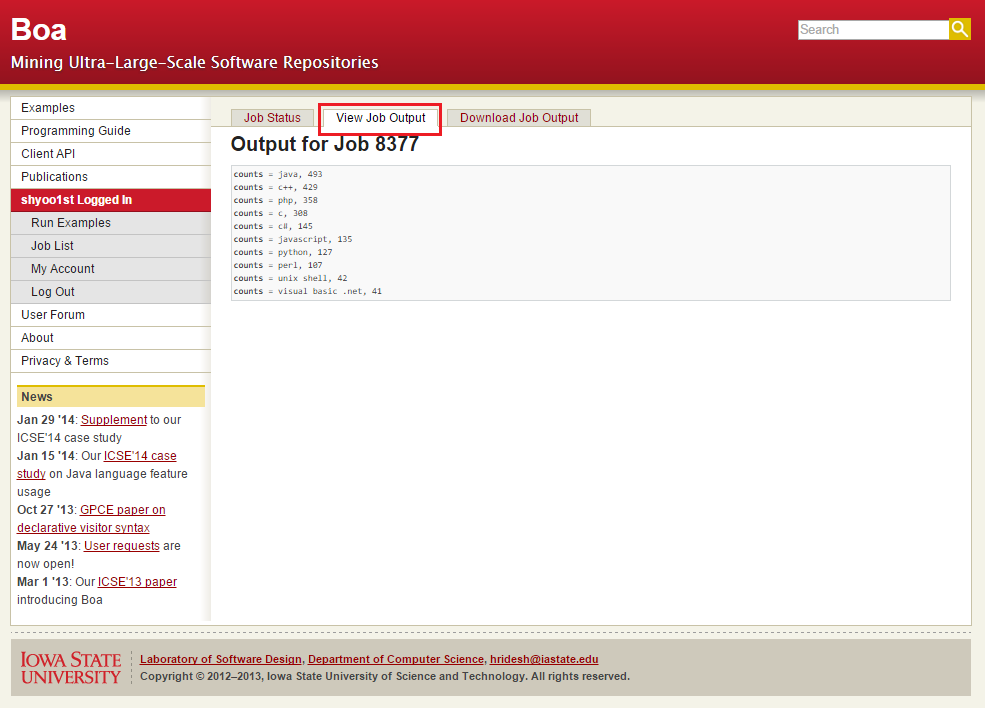 Boa
Mining Ultra-Large-Scale Software Repositories
Search
Examples
Programming Guide
Client API
Publications
shyoo1st Logged In
Run Examples
Job List
My Account
Log Out
User Forum
About
Privacy & Terms
News
Jan 29 '14: Supplement to our
ICSE'14 case study
Jan 15 '14: Our ICSE'14 case
study on Java language feature
usage
Oct 27 '13: GPCE paper on
declarative visitor syntax
May 24 '13: User requests are
now open!
Mar 1 '13: Our ICSE'13 paper
introducing Boa
Job Status
View Job Output
Download Job Output
Output for Job 8377
counts = java, 493
counts = c++, 429
counts = php, 358
counts = c, 308
counts = c#, 145
counts = javascript, 135
counts = python, 127
counts = perl, 107
counts = unix shell, 42
counts = visual basic .net, 41
IOWA STATE
UNIVERSITY
Laboratory of Software Design, Department of Computer Science, hridesh@iastate.edu
Copyright © 2012-2013, Iowa State University of Science and Technology. All rights reserved.